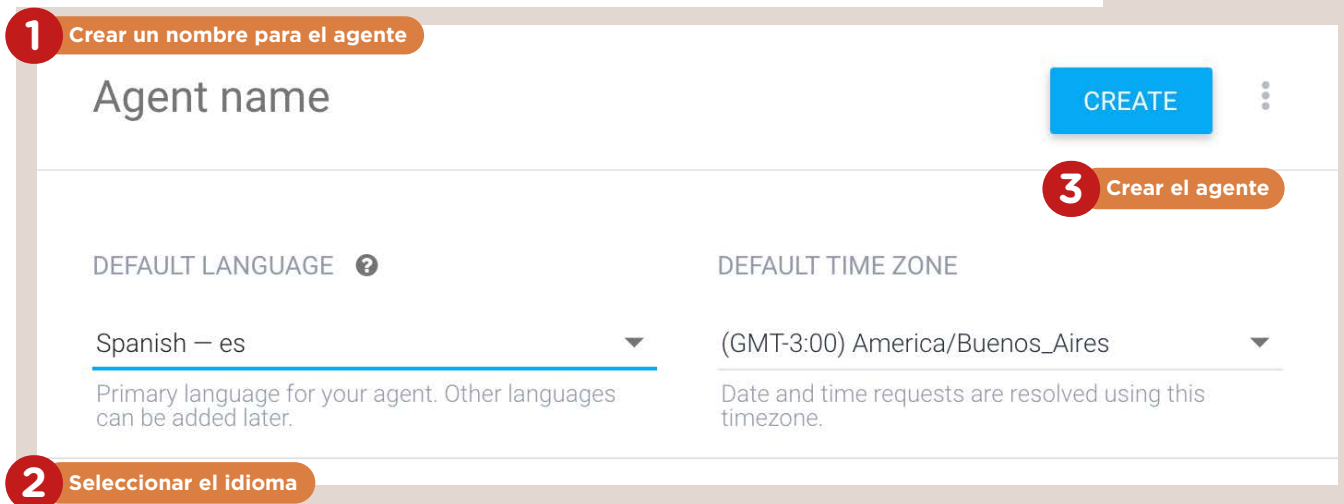 1 Crear un nombre para el agente
Agent name
CREATE
3 Crear el agente
DEFAULT LANGUAGE ?
DEFAULT TIME ZONE
Spanish — es
(GMT-3:00) America/Buenos_Aires
Primary language for your agent. Other languages
can be added later.
Date and time requests are resolved using this
timezone.
2 Seleccionar el idioma